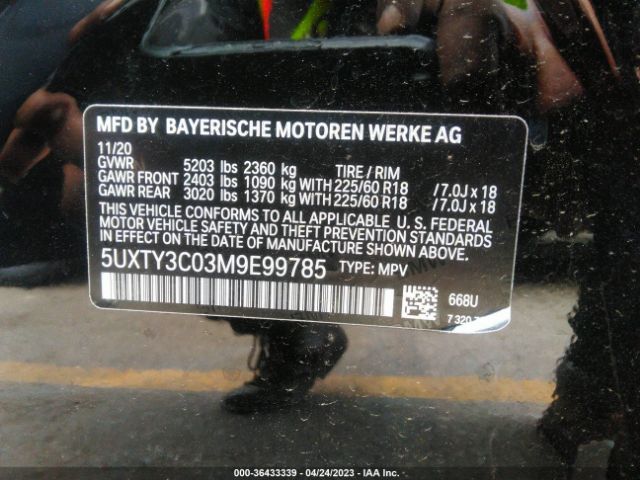 MFD BY BAYERISCHE MOTOREN WERKE AG
11/20
GVWR 5203 lbs 2360 kg TIRE / RIM
GAWR FRONT 2403 lbs 1090 kg WITH 225/60 R18 /7.0J x 18
GAWR REAR 3020 lbs 1370 kg WITH 225/60 R18 /7.0J x 18
THIS VEHICLE CONFORMS TO ALL APPLICABLE U. S. FEDERAL
MOTOR VEHICLE SAFETY AND THEFT PREVENTION STANDARDS IN
EFFECT ON THE DATE OF MANUFACTURE SHOWN ABOVE.
5UXTY3C03M9E99785 TYPE: MPV
668U
7 320
000-36433339 04/24/2023 IAA Inc.